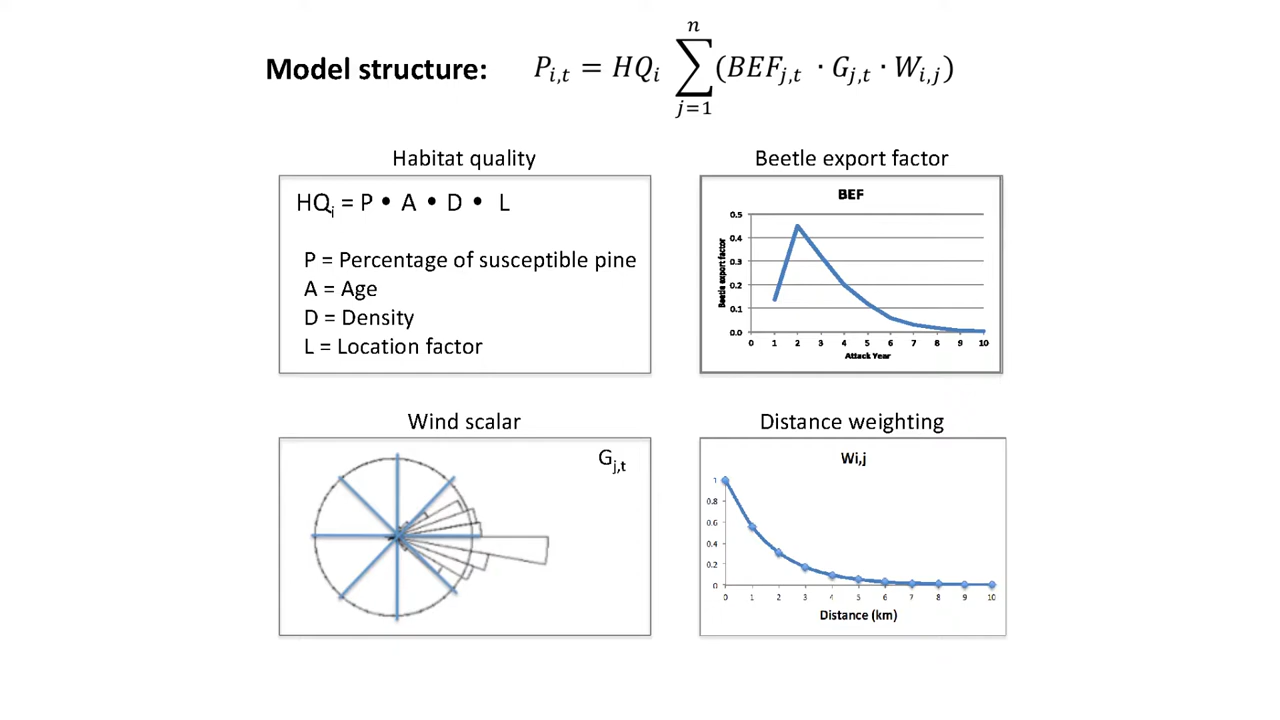 Model structure: P_{i,t} = HQ_i \sum_{j=1}^{n} (BEF_{j,t} · G_{j,t} · W_{i,j})
Habitat quality
HQ_i = P • A • D • L
P = Percentage of susceptible pine
A = Age
D = Density
L = Location factor
Beetle export factor
BEF
Beetle export factor
0.5
0.4
0.3
0.2
0.1
0.0
0 1 2 3 4 5 6 7 8 9 10
Attack Year
Wind scalar
G_{j,t}
Distance weighting
Wi,j
1
0.8
0.6
0.4
0.2
0
0 1 2 3 4 5 6 7 8 9 10
Distance (km)